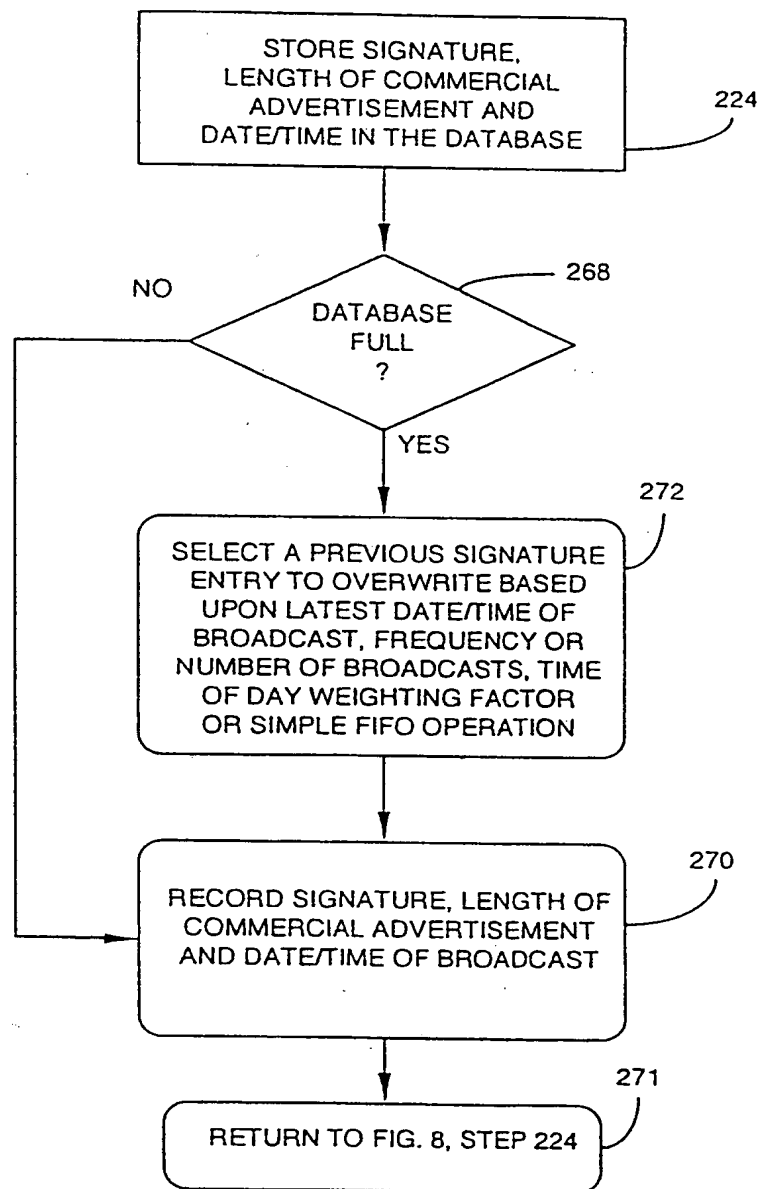 STORE SIGNATURE,
LENGTH OF COMMERCIAL
ADVERTISEMENT AND
DATE/TIME IN THE DATABASE
224
268
NO
DATABASE
FULL
?
YES
272
SELECT A PREVIOUS SIGNATURE
ENTRY TO OVERWRITE BASED
UPON LATEST DATE/TIME OF
BROADCAST, FREQUENCY OR
NUMBER OF BROADCASTS, TIME
OF DAY WEIGHTING FACTOR
OR SIMPLE FIFO OPERATION
270
RECORD SIGNATURE, LENGTH OF
COMMERCIAL ADVERTISEMENT
AND DATE/TIME OF BROADCAST
271
RETURN TO FIG. 8, STEP 224